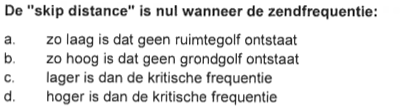 De "skip distance" is nul wanneer de zendfrequentie:
a. zo laag is dat geen ruimtegolf ontstaat
b. zo hoog is dat geen grondgolf ontstaat
c. lager is dan de kritische frequentie
d. hoger is dan de kritische frequentie